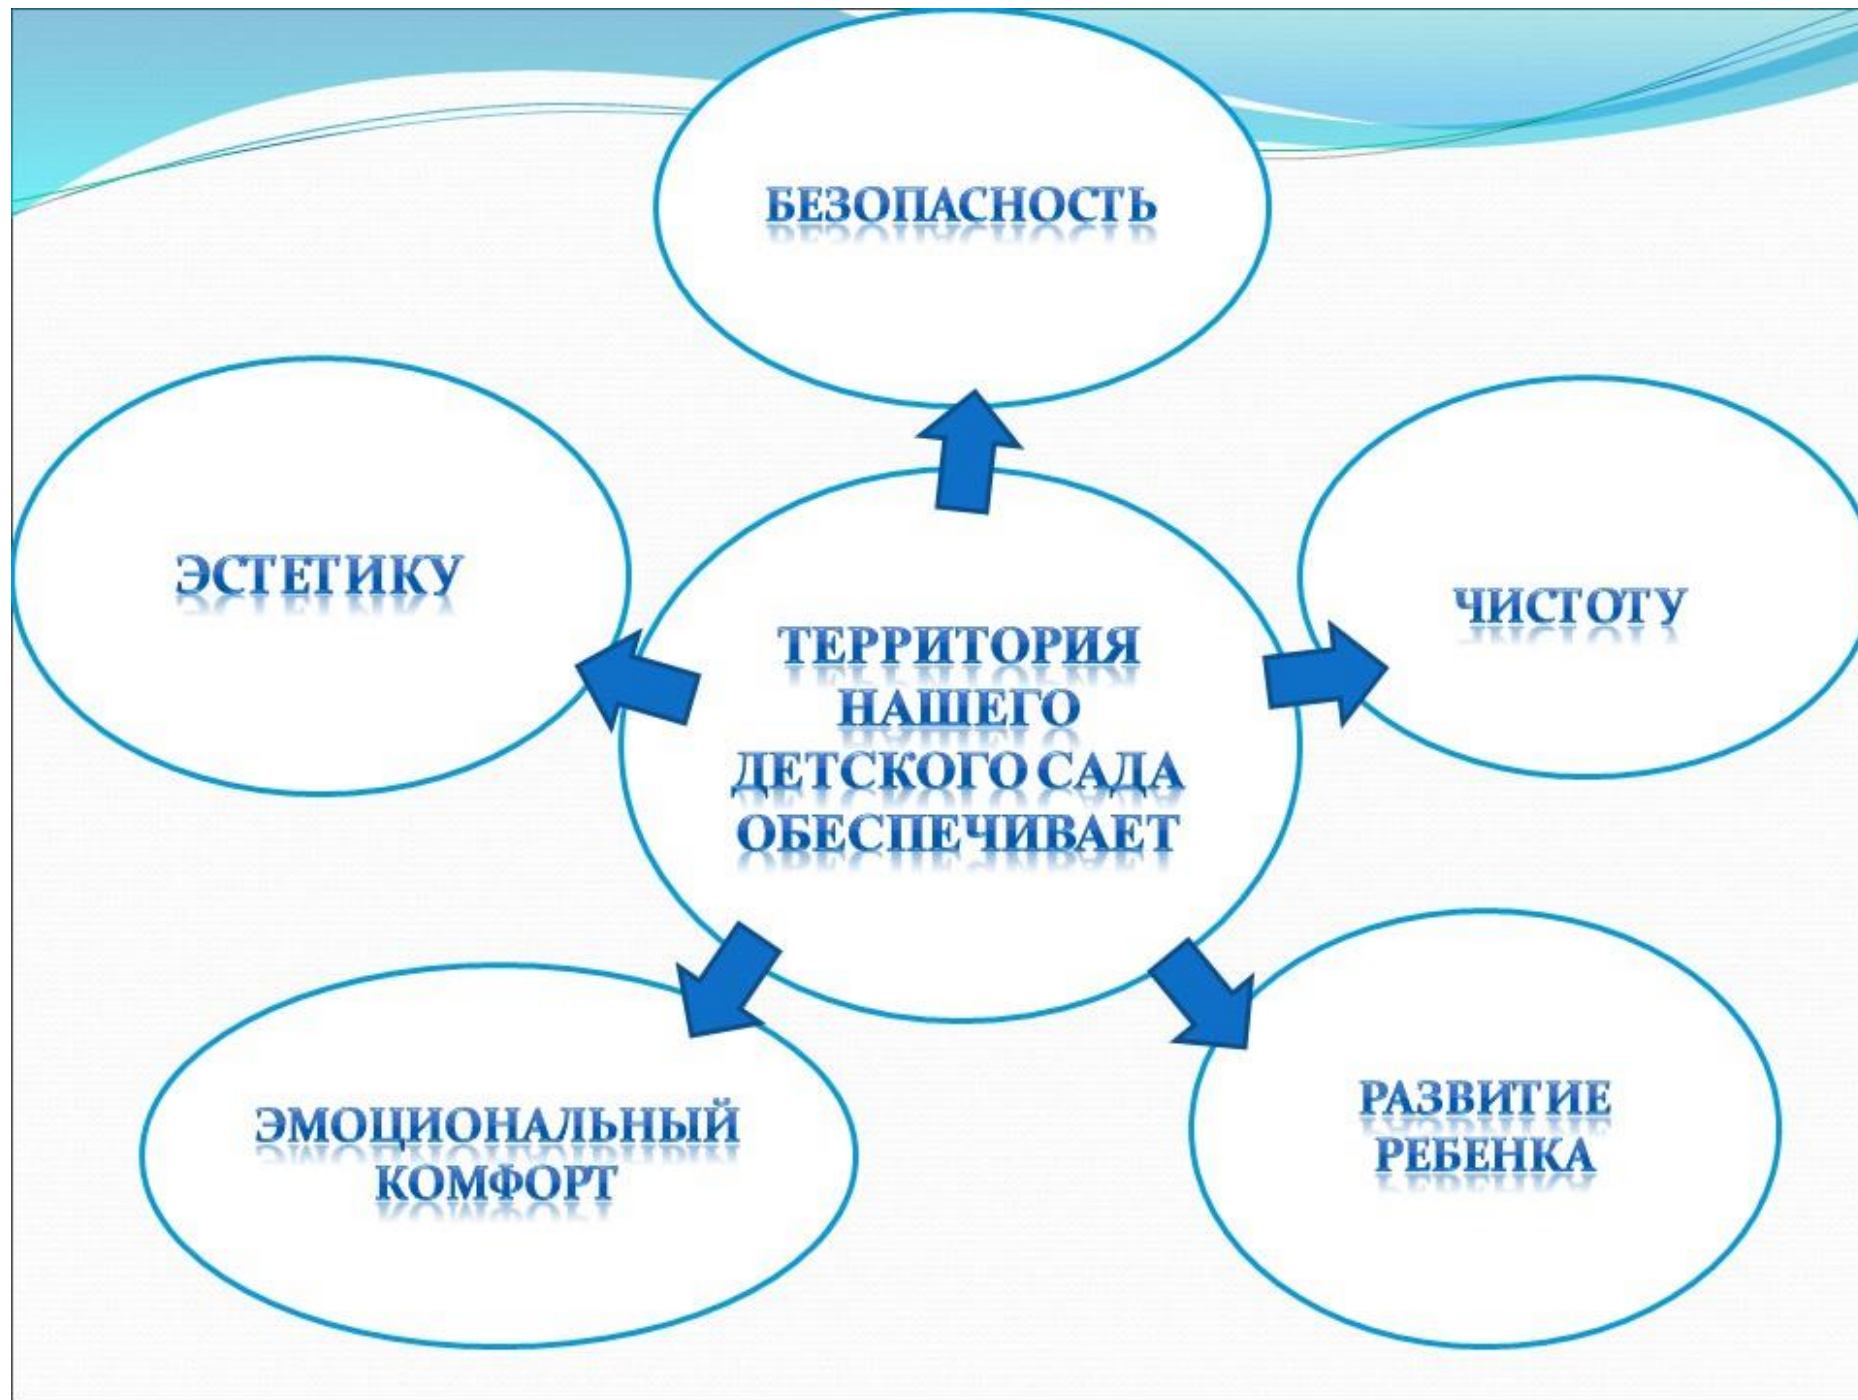 БЕЗОПАСНОСТЬ
ЭСТЕТИКУ
ЧИСТОТУ
ТЕРРИТОРИЯ
НАШЕГО
ДЕТСКОГО САДА
ОБЕСПЕЧИВАЕТ
ЭМОЦИОНАЛЬНЫЙ
КОМФОРТ
РАЗВИТИЕ
РЕБЕНКА